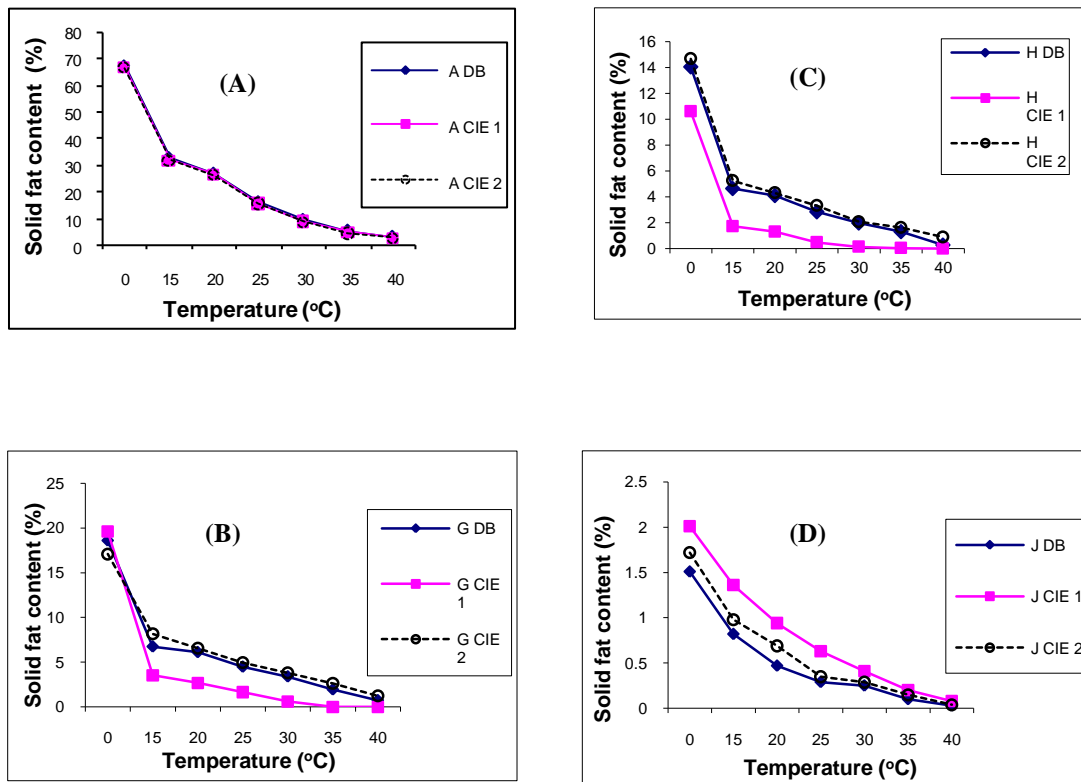 Solid fat content (%)
80
70
60
50
40
30
20
10
0
0 15 20 25 30 35 40
Temperature (oC)
(A)
A DB
A CIE 1
A CIE 2
Solid fat content (%)
16
14
12
10
8
6
4
2
0
0 15 20 25 30 35 40
Temperature (oC)
(C)
H DB
H
CIE 1
H
CIE 2
Solid fat content (%)
25
20
15
10
5
0
0 15 20 25 30 35 40
Temperature (oC)
(B)
G DB
G CIE
1
G CIE
2
Solid fat content (%)
2.5
2
1.5
1
0.5
0
0 15 20 25 30 35 40
Temperature (oC)
(D)
J DB
J CIE 1
J CIE 2